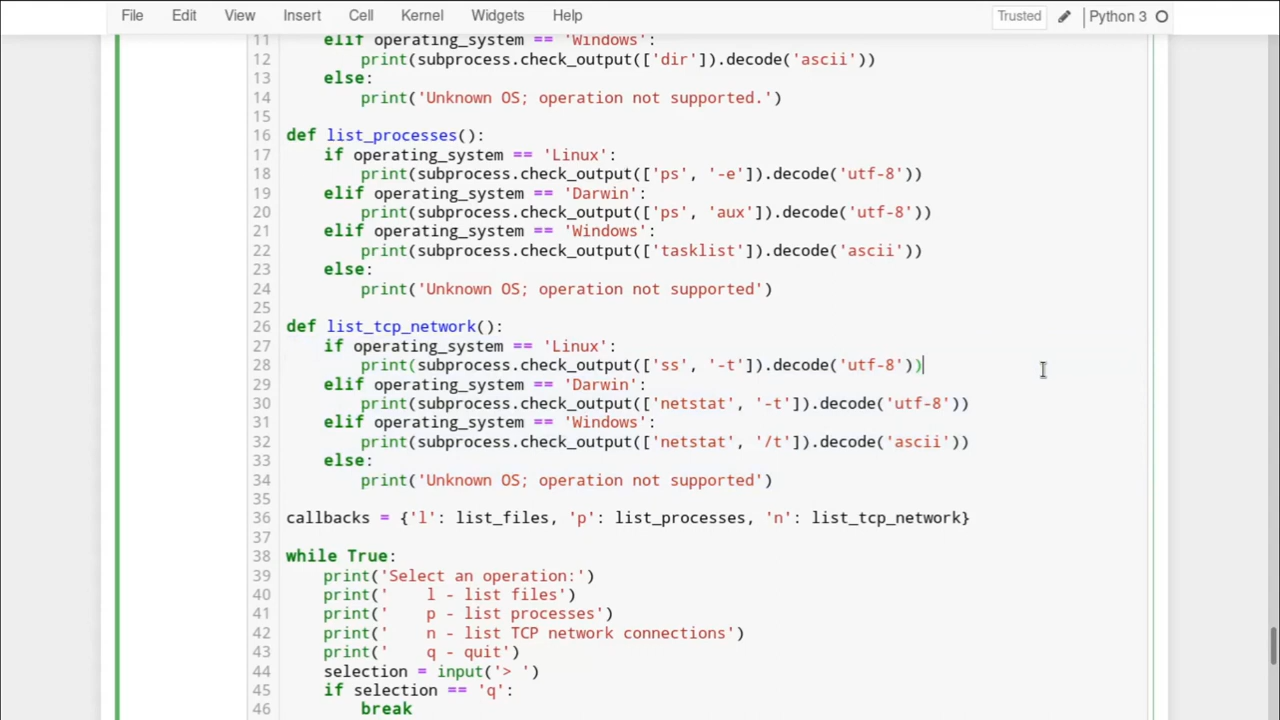 File Edit View Insert Cell Kernel Widgets Help Trusted Python 3
11     elif operating_system == 'Windows':
12         print(subprocess.check_output(['dir']).decode('ascii'))
13     else:
14         print('Unknown OS; operation not supported.')
15
16 def list_processes():
17     if operating_system == 'Linux':
18         print(subprocess.check_output(['ps', '-e']).decode('utf-8'))
19     elif operating_system == 'Darwin':
20         print(subprocess.check_output(['ps', 'aux']).decode('utf-8'))
21     elif operating_system == 'Windows':
22         print(subprocess.check_output(['tasklist']).decode('ascii'))
23     else:
24         print('Unknown OS; operation not supported')
25
26 def list_tcp_network():
27     if operating_system == 'Linux':
28         print(subprocess.check_output(['ss', '-t']).decode('utf-8'))
29     elif operating_system == 'Darwin':
30         print(subprocess.check_output(['netstat', '-t']).decode('utf-8'))
31     elif operating_system == 'Windows':
32         print(subprocess.check_output(['netstat', '/t']).decode('ascii'))
33     else:
34         print('Unknown OS; operation not supported')
35
36 callbacks = {'l': list_files, 'p': list_processes, 'n': list_tcp_network}
37
38 while True:
39     print('Select an operation:')
40     print('    l - list files')
41     print('    p - list processes')
42     print('    n - list TCP network connections')
43     print('    q - quit')
44     selection = input('> ')
45     if selection == 'q':
46         break